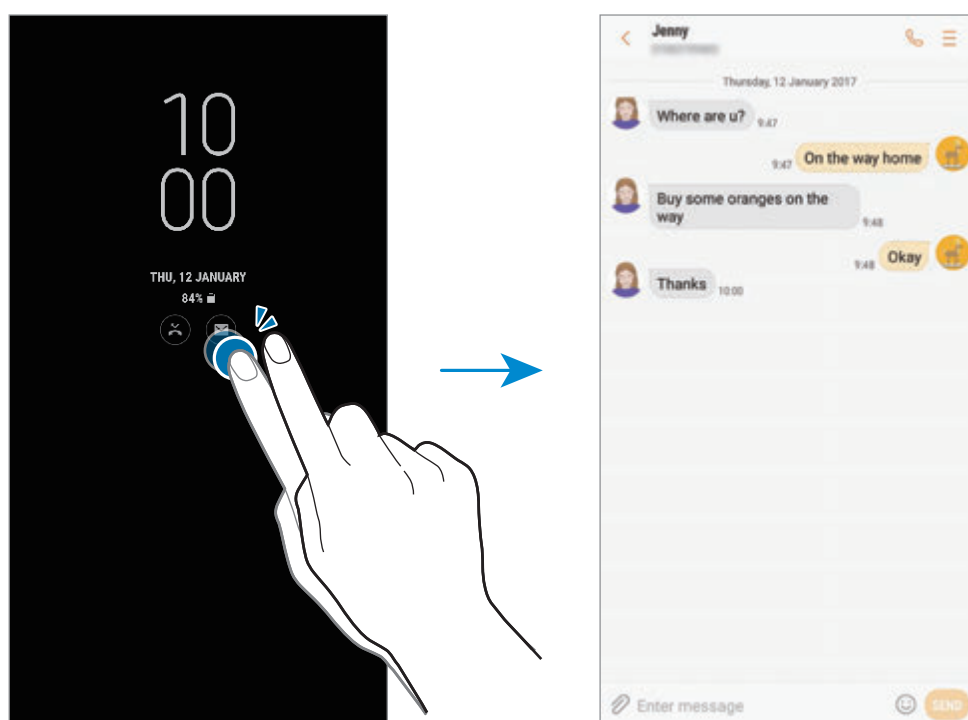 10
00
THU, 12 JANUARY
84%
Jenny
Thursday, 12 January 2017
Where are u?
9:47
9:47
On the way home
Buy some oranges on the
way
9:48
9:48
Okay
Thanks
10:00
Enter message
SEND